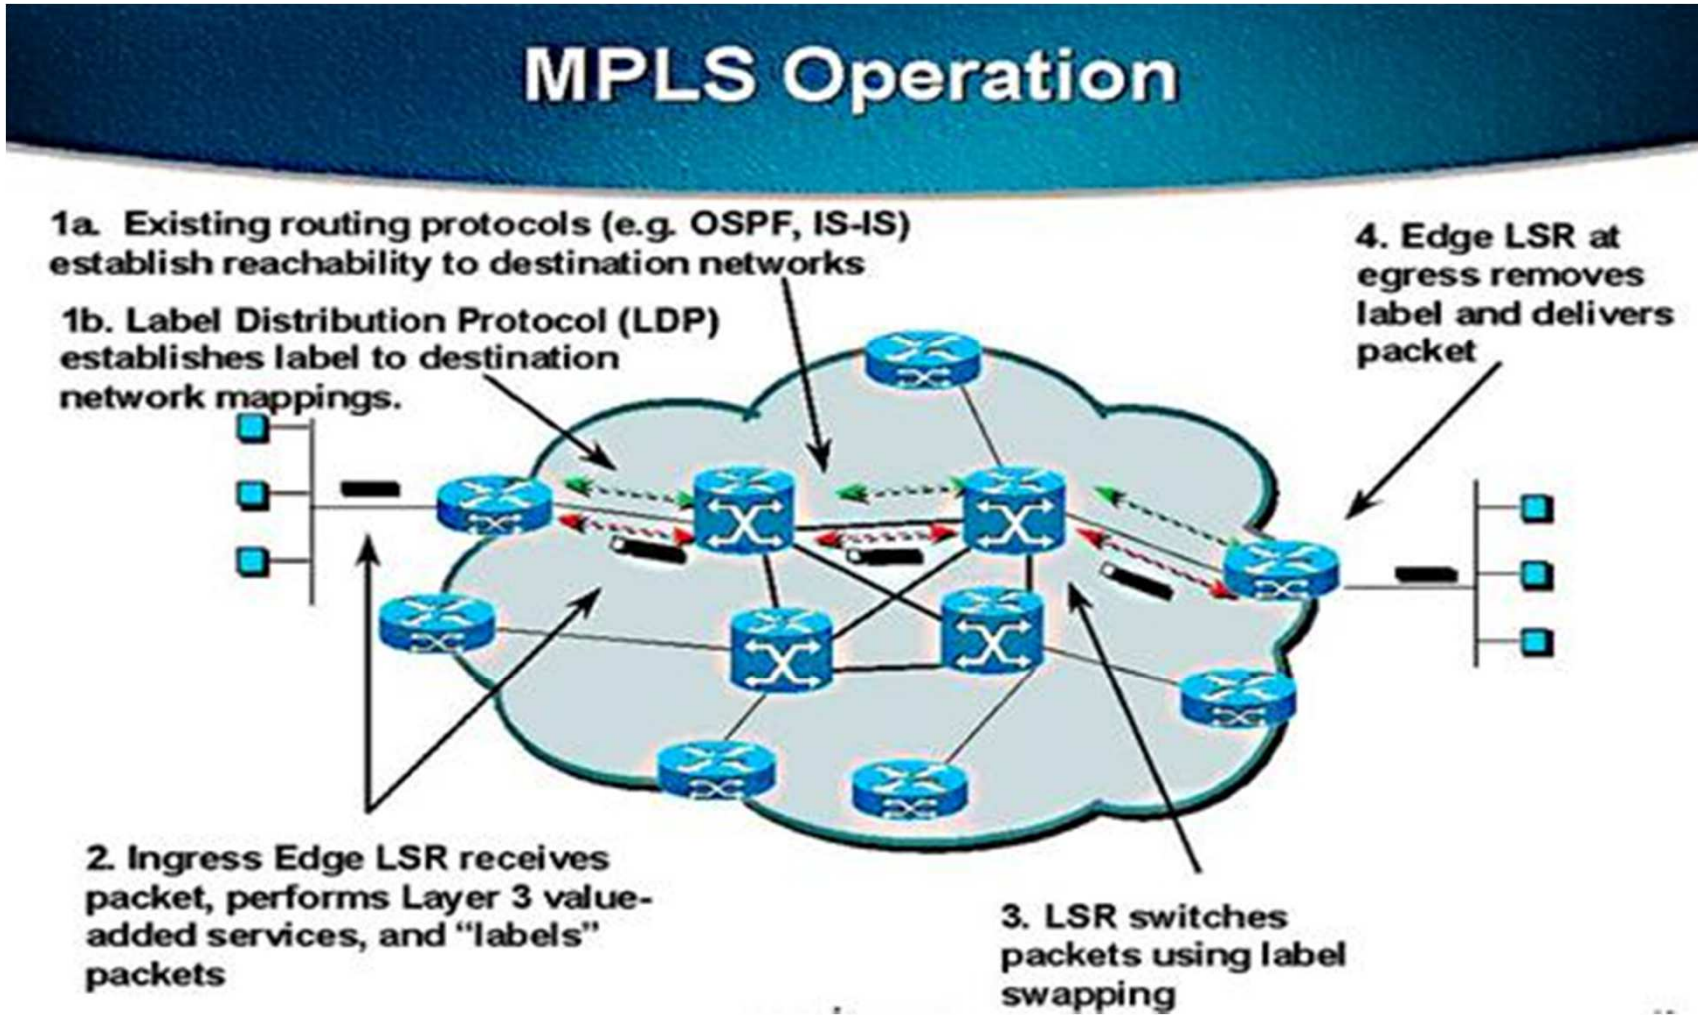 MPLS Operation
1a. Existing routing protocols (e.g. OSPF, IS-IS)
establish reachability to destination networks
1b. Label Distribution Protocol (LDP)
establishes label to destination
network mappings.
4. Edge LSR at
egress removes
label and delivers
packet
2. Ingress Edge LSR receives
packet, performs Layer 3 value-
added services, and “labels”
packets
3. LSR switches
packets using label
swapping